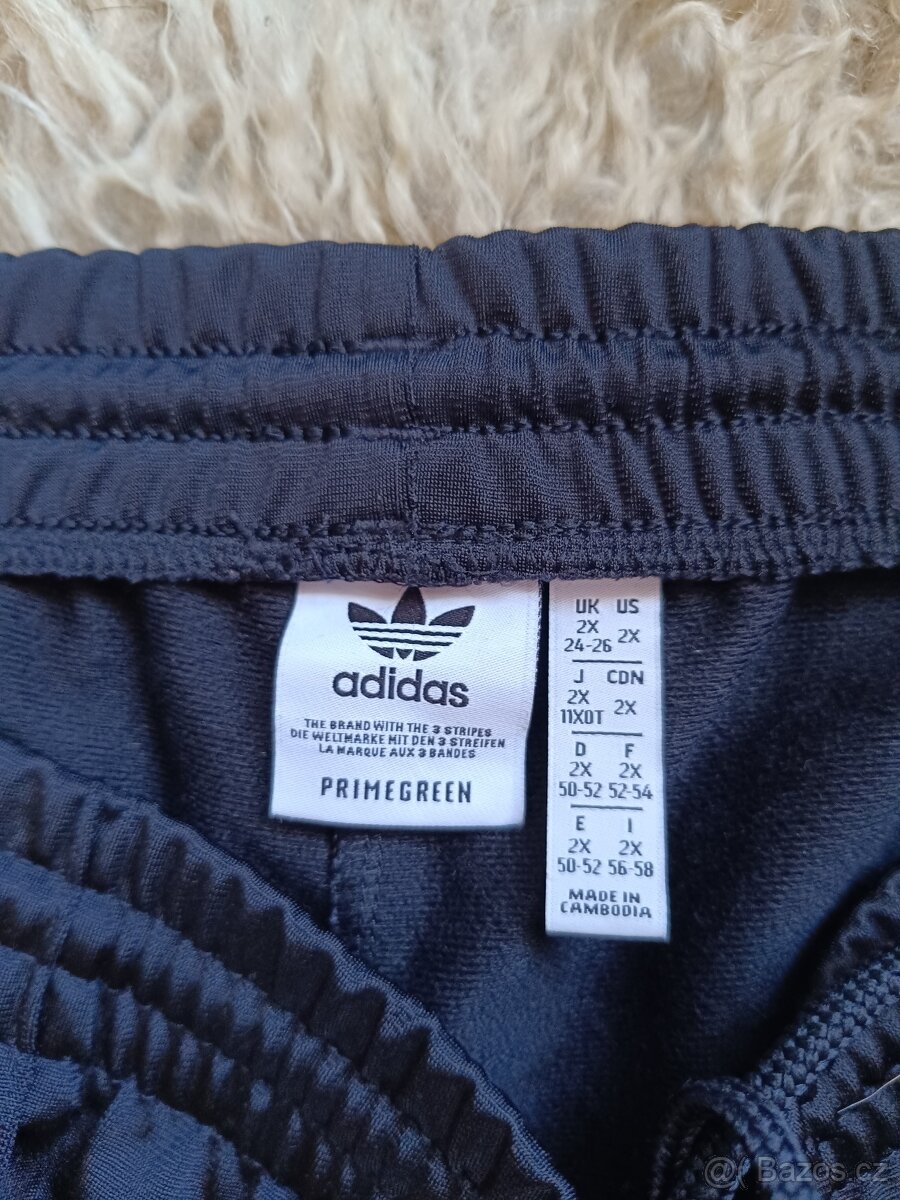 adidas
THE BRAND WITH THE 3 STRIPES
DIE WELTMARKE MIT DEN 3 STREIFEN
LA MARQUE AUX 3 BANDES
PRIMEGREEN
UK US
2X 2X
24-26
J CDN
2X 2X
11XOT
D F
2X 2X
50-52 52-54
E I
2X 2X
50-52 56-58
MADE IN
CAMBODIA
@ Bazos.cz